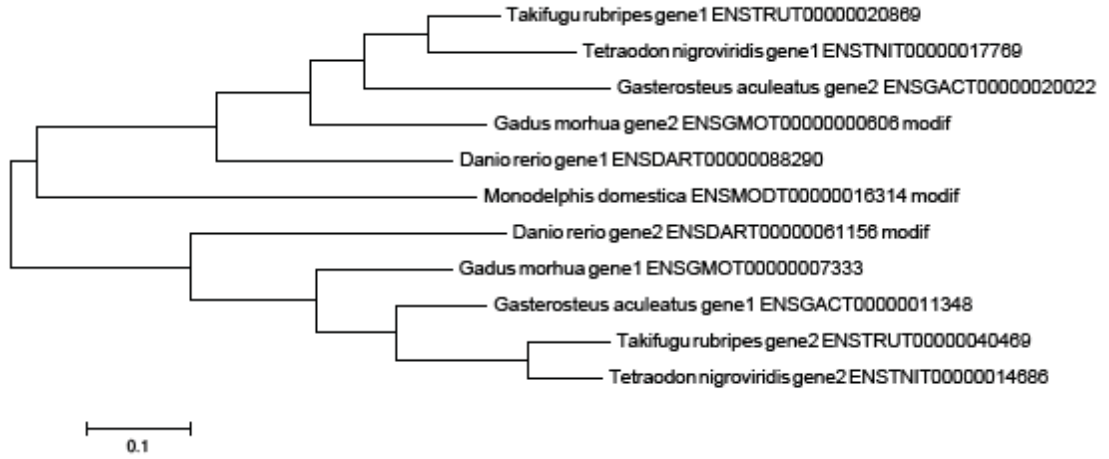 Takifugu rubripes gene1 ENSTRUT00000020869
Tetraodon nigroviridis gene1 ENSTNIT00000017769
Gasterosteus aculeatus gene2 ENSGACT00000020022
Gadus morhua gene2 ENSGMOT00000000606 modif
Danio rerio gene1 ENSDART00000088290
Monodelphis domestica ENSMODT00000016314 modif
Danio rerio gene2 ENSDART00000061156 modif
Gadus morhua gene1 ENSGMOT00000007333
Gasterosteus aculeatus gene1 ENSGACT00000011348
Takifugu rubripes gene2 ENSTRUT00000040469
Tetraodon nigroviridis gene2 ENSTNIT00000014686
0.1